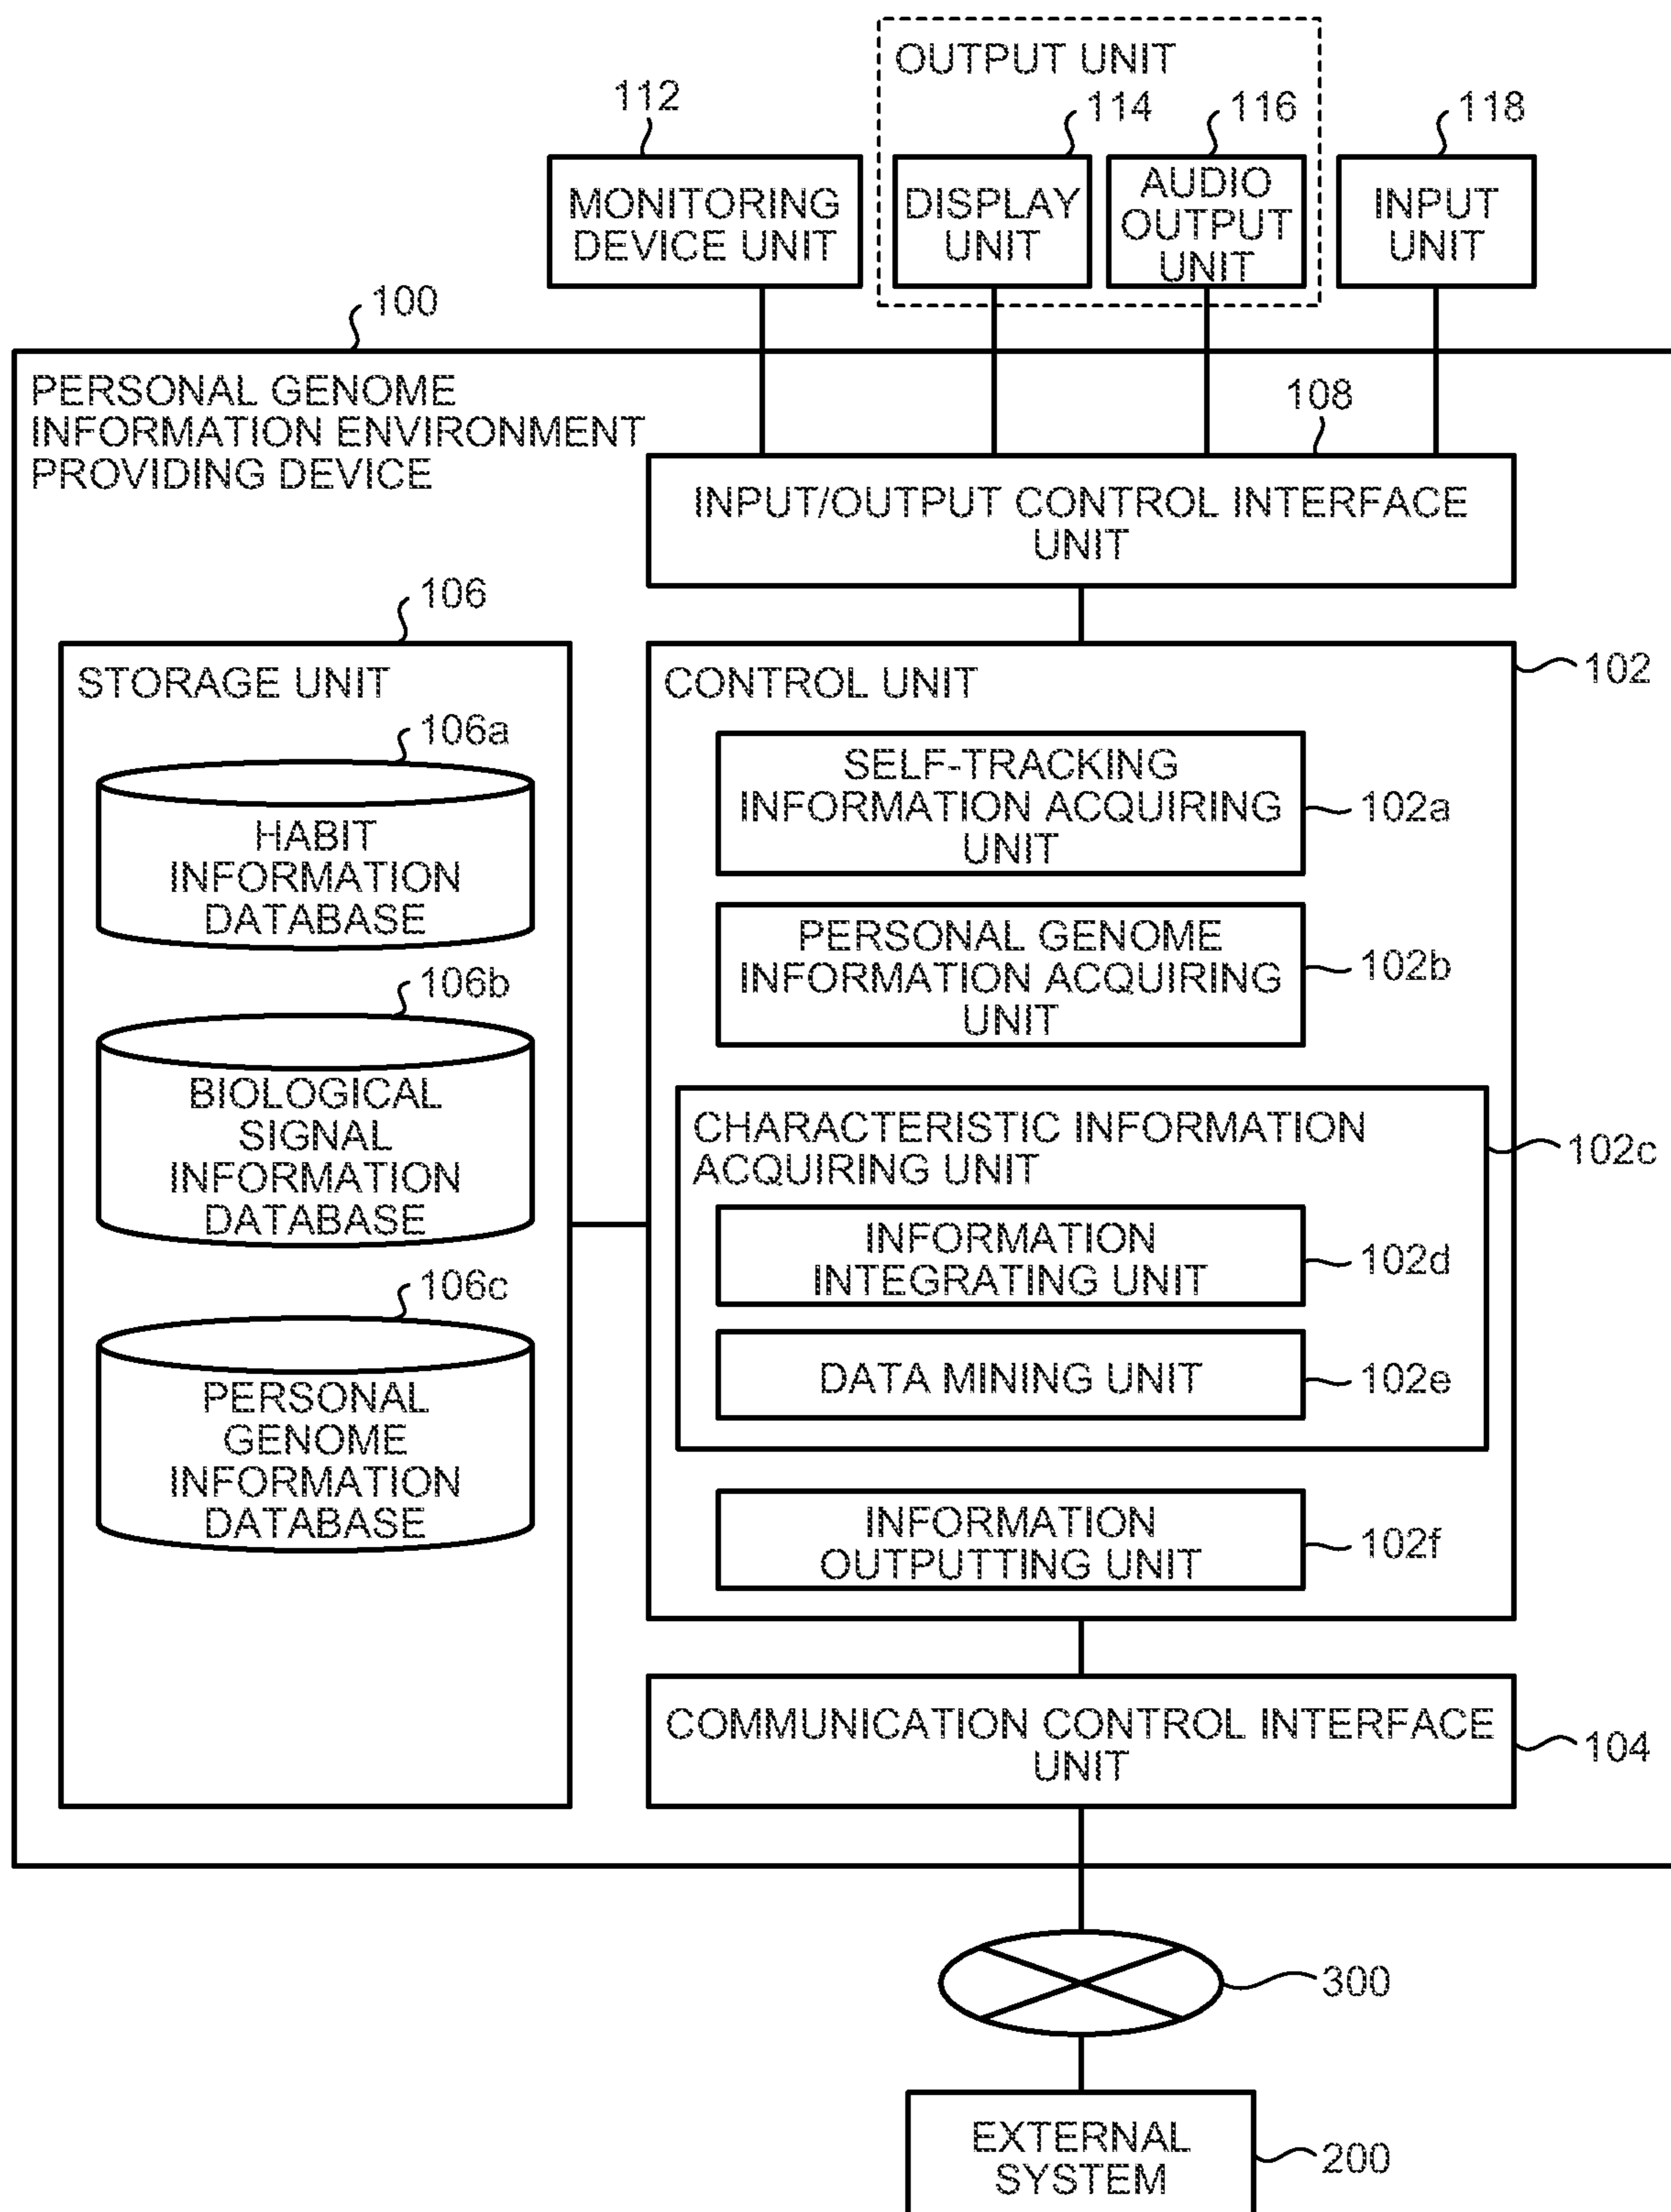 OUTPUT UNIT
112
114
116
118
MONITORING
DEVICE UNIT
DISPLAY
UNIT
AUDIO
OUTPUT
UNIT
INPUT
UNIT
100
PERSONAL GENOME
INFORMATION ENVIRONMENT
PROVIDING DEVICE
108
INPUT/OUTPUT CONTROL INTERFACE
UNIT
106
STORAGE UNIT
106a
HABIT
INFORMATION
DATABASE
106b
BIOLOGICAL
SIGNAL
INFORMATION
DATABASE
106c
PERSONAL
GENOME
INFORMATION
DATABASE
CONTROL UNIT
102
SELF-TRACKING
INFORMATION ACQUIRING
UNIT
102a
PERSONAL GENOME
INFORMATION ACQUIRING
UNIT
102b
CHARACTERISTIC INFORMATION
ACQUIRING UNIT
102c
INFORMATION
INTEGRATING UNIT
102d
DATA MINING UNIT
102e
INFORMATION
OUTPUTTING UNIT
102f
COMMUNICATION CONTROL INTERFACE
UNIT
104
300
EXTERNAL
SYSTEM
200